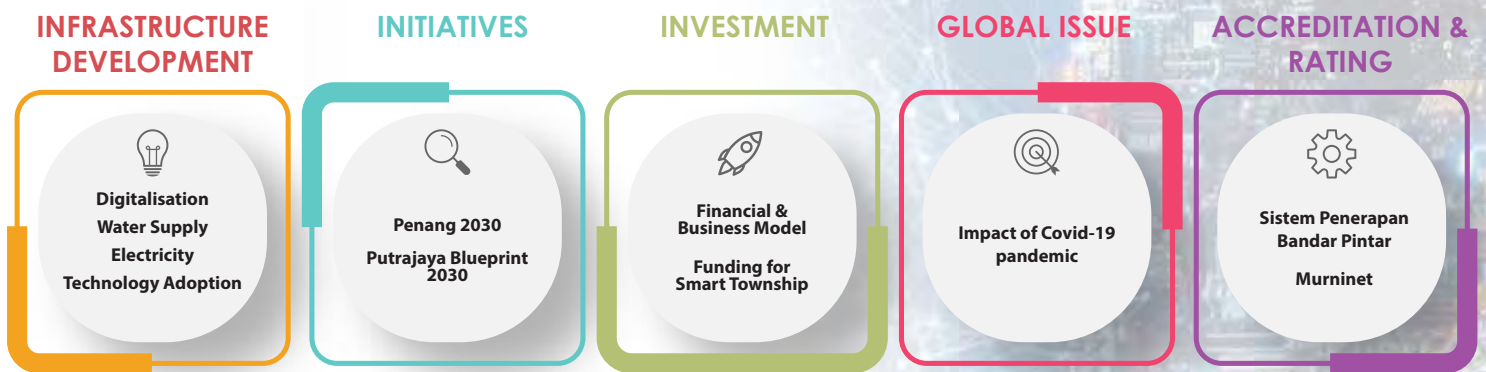 INFRASTRUCTURE
DEVELOPMENT
Digitalisation
Water Supply
Electricity
Technology Adoption
INITIATIVES
Penang 2030
Putrajaya Blueprint
2030
INVESTMENT
Financial &
Business Model
Funding for
Smart Township
GLOBAL ISSUE
Impact of Covid-19
pandemic
ACCREDITATION &
RATING
Sistem Penerapan
Bandar Pintar
Murninet